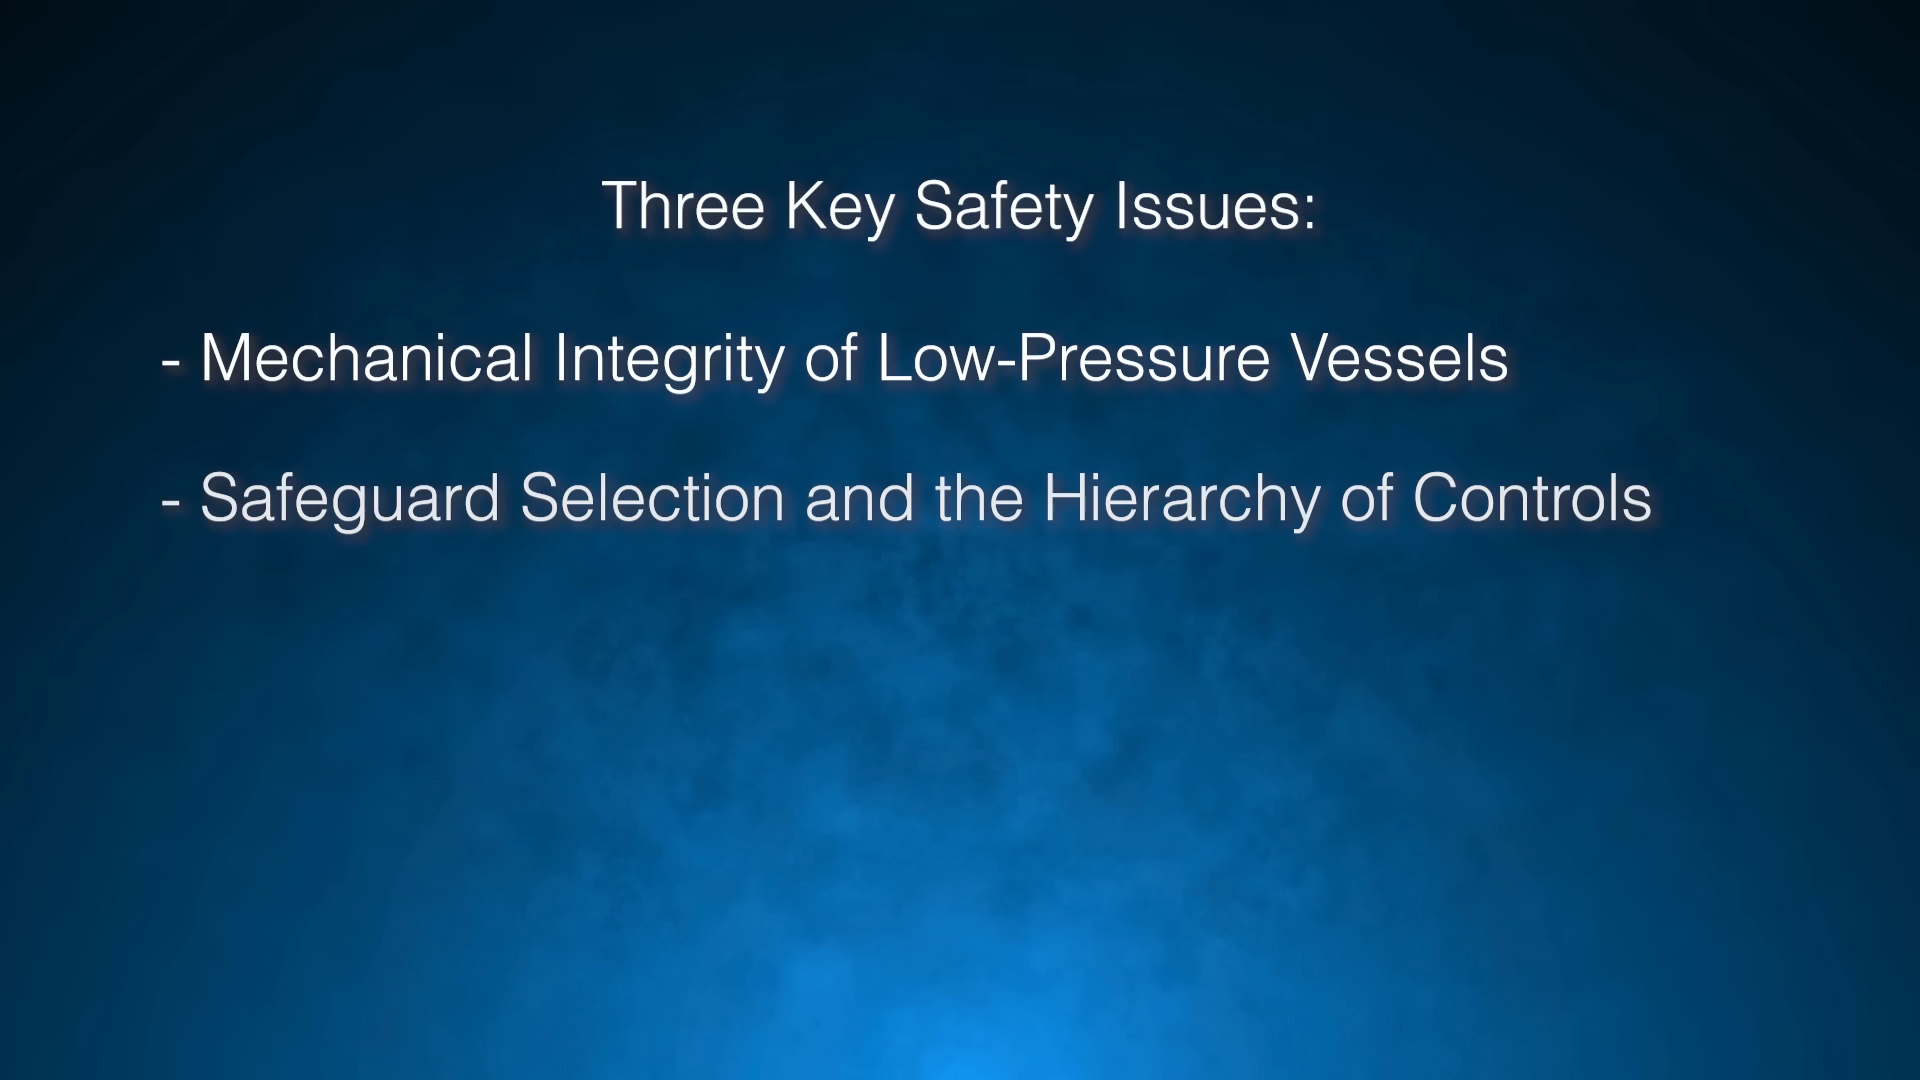 Three Key Safety Issues:
- Mechanical Integrity of Low-Pressure Vessels
- Safeguard Selection and the Hierarchy of Controls